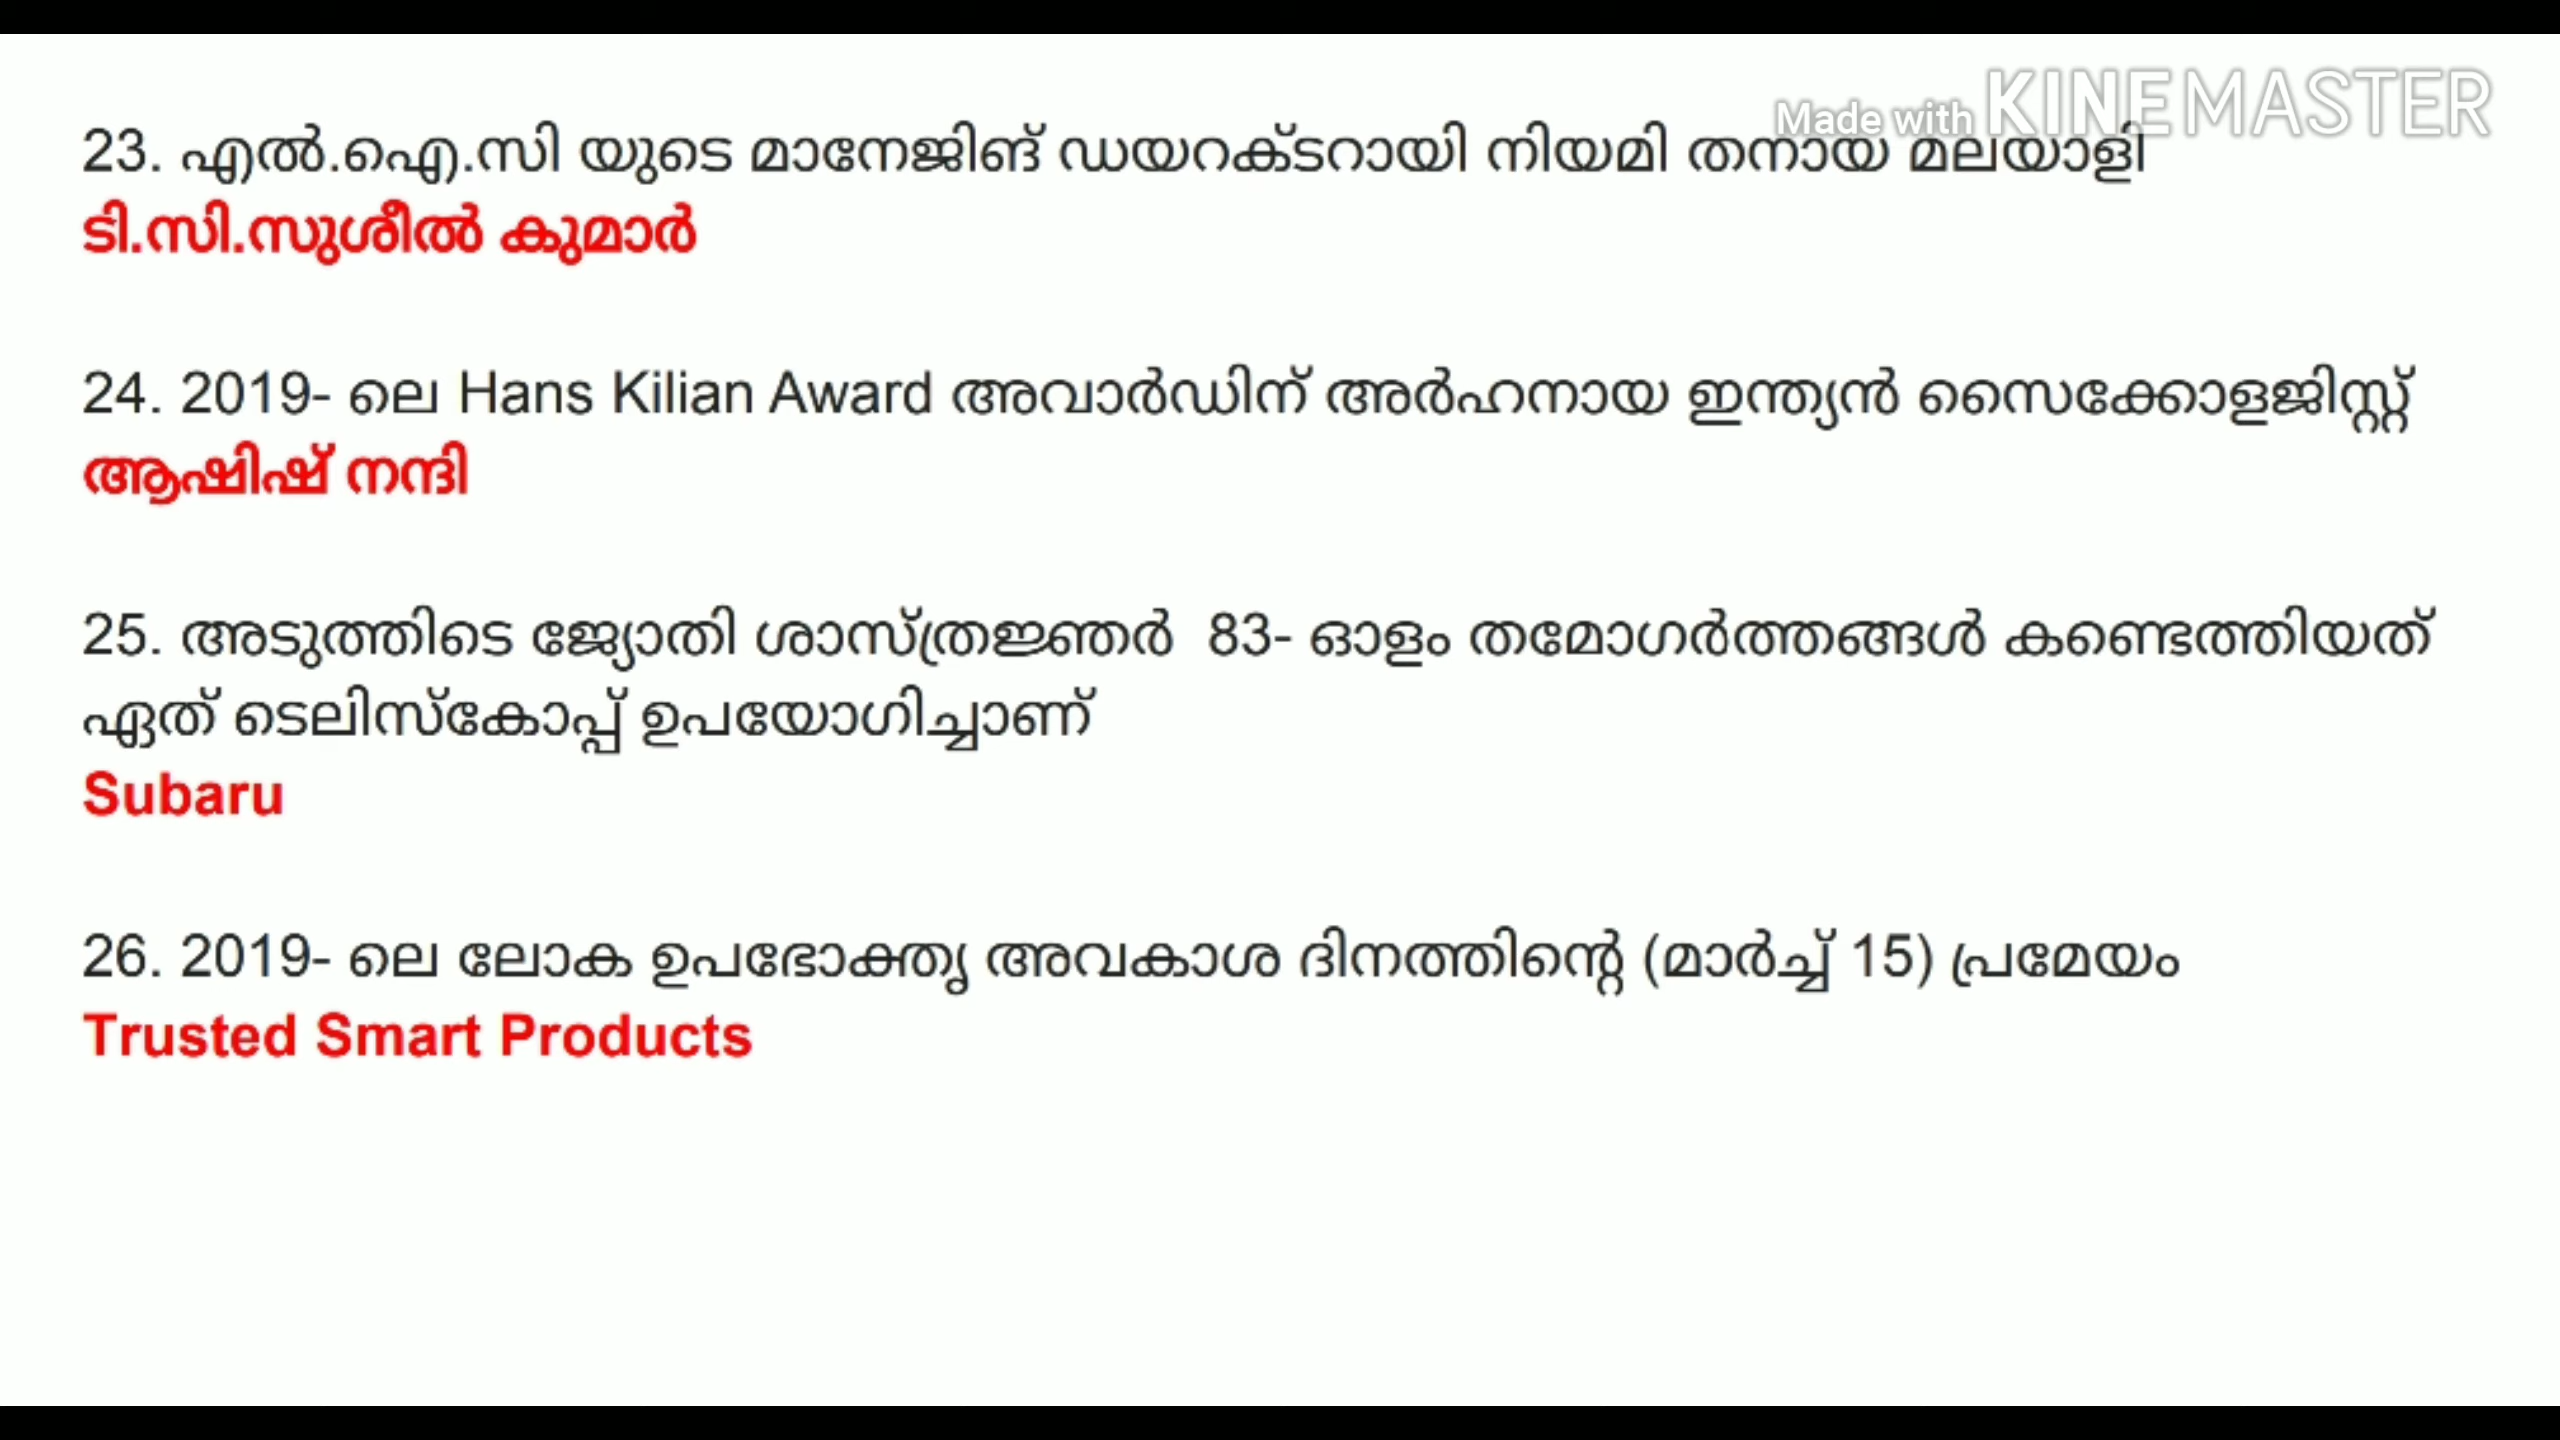 Made with KINEMASTER
23. എൽ.ഐ.സി യുടെ മാനേജിങ് ഡയറക്ടറായി നിയമി തനായ മലയാളി
ടി.സി.സുശീൽ കുമാർ
24. 2019- ലെ Hans Kilian Award അവാർഡിന് അർഹനായ ഇന്ത്യൻ സൈക്കോളജിസ്റ്റ്
ആഷിഷ് നന്ദി
25. അടുത്തിടെ ജ്യോതി ശാസ്ത്രജ്ഞർ 83- ഓളം തമോഗർത്തങ്ങൾ കണ്ടെത്തിയത്
ഏത് ടെലിസ്കോപ്പ് ഉപയോഗിച്ചാണ്
Subaru
26. 2019- ലെ ലോക ഉപഭോക്തൃ അവകാശ ദിനത്തിന്റെ (മാർച്ച് 15) പ്രമേയം
Trusted Smart Products